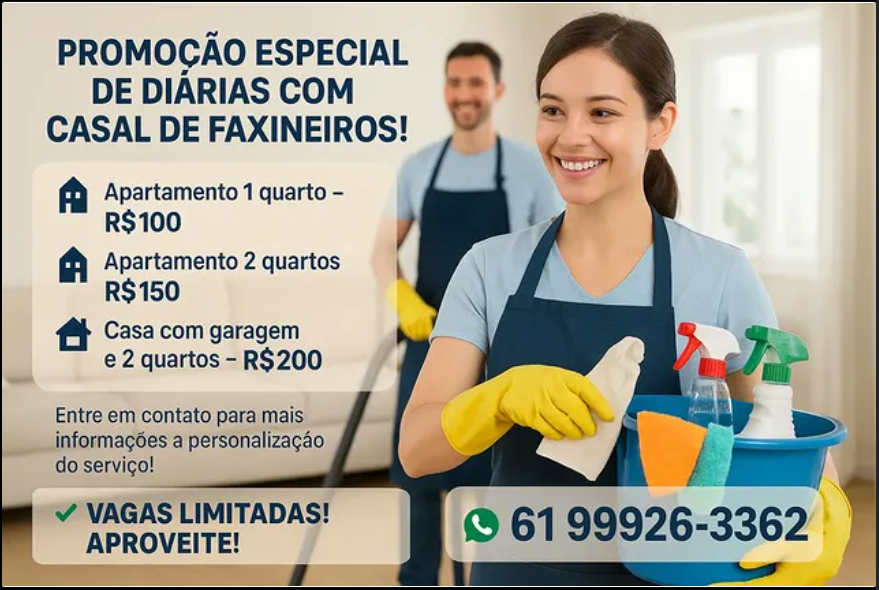 PROMOÇÃO ESPECIAL
DE DIÁRIAS COM
CASAL DE FAXINEIROS!
Apartamento 1 quarto –
R$100
Apartamento 2 quartos
R$150
Casa com garagem
e 2 quartos – R$200
Entre em contato para mais
informações a personalização
do serviço!
VAGAS LIMITADAS!
APROVEITE!
61 99926-3362